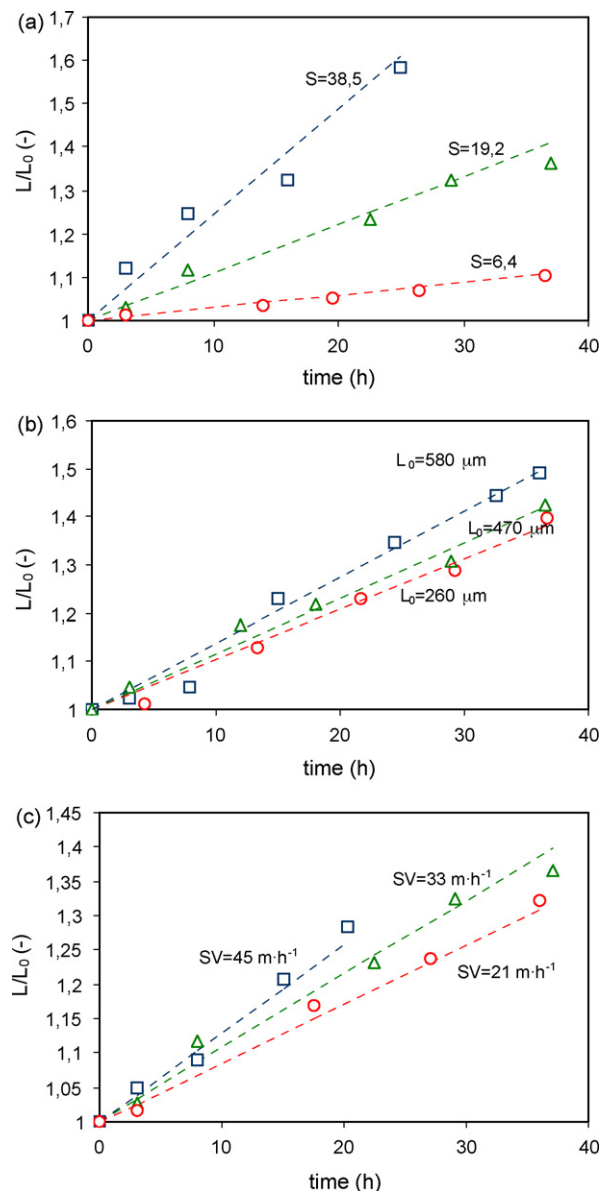 (a)
1,7
1,6
1,5
1,4
1,3
1,2
1,1
1
L/L0 (-)
S=38,5
S=19,2
S=6,4
0 10 20 30 40
time (h)
(b)
1,6
1,5
1,4
1,3
1,2
1,1
1
L/L0 (-)
L0=580 μm
L0=470 μm
L0=260 μm
0 10 20 30 40
time (h)
(c)
1,45
1,4
1,35
1,3
1,25
1,2
1,15
1,1
1,05
1
L/L0 (-)
SV=33 m·h⁻¹
SV=45 m·h⁻¹
SV=21 m·h⁻¹
0 10 20 30 40
time (h)